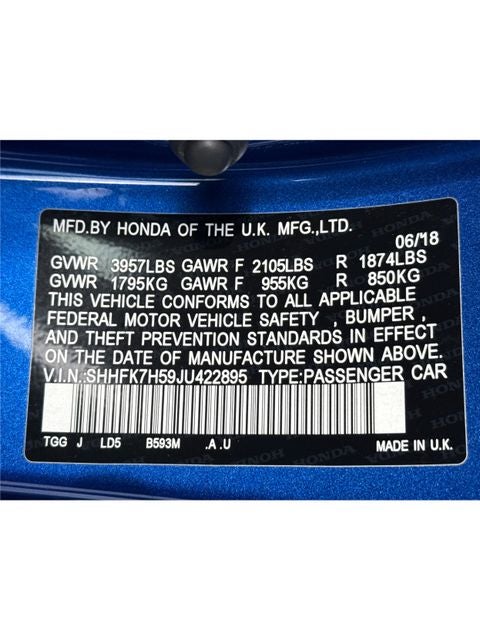 MFD.BY HONDA OF THE U.K. MFG.,LTD.
06/18
GVWR 3957LBS GAWR F 2105LBS R 1874LBS
GVWR 1795KG GAWR F 955KG R 850KG
THIS VEHICLE CONFORMS TO ALL APPLICABLE
FEDERAL MOTOR VEHICLE SAFETY , BUMPER ,
AND THEFT PREVENTION STANDARDS IN EFFECT
ON THE DATE OF MANUFACTURE SHOWN ABOVE.
V.I.N.:SHHFK7H59JU422895 TYPE:PASSENGER CAR
TGG J LD5 B593M .A .U MADE IN U.K.